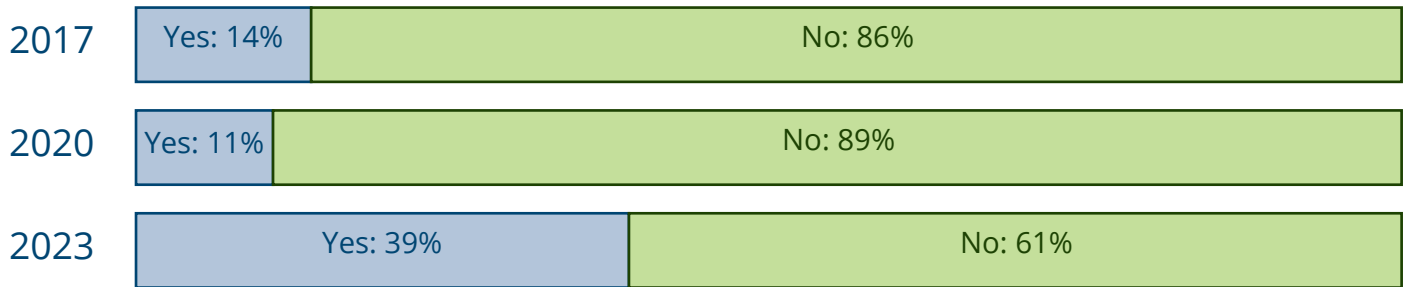 2017 Yes: 14% No: 86%
2020 Yes: 11% No: 89%
2023 Yes: 39% No: 61%